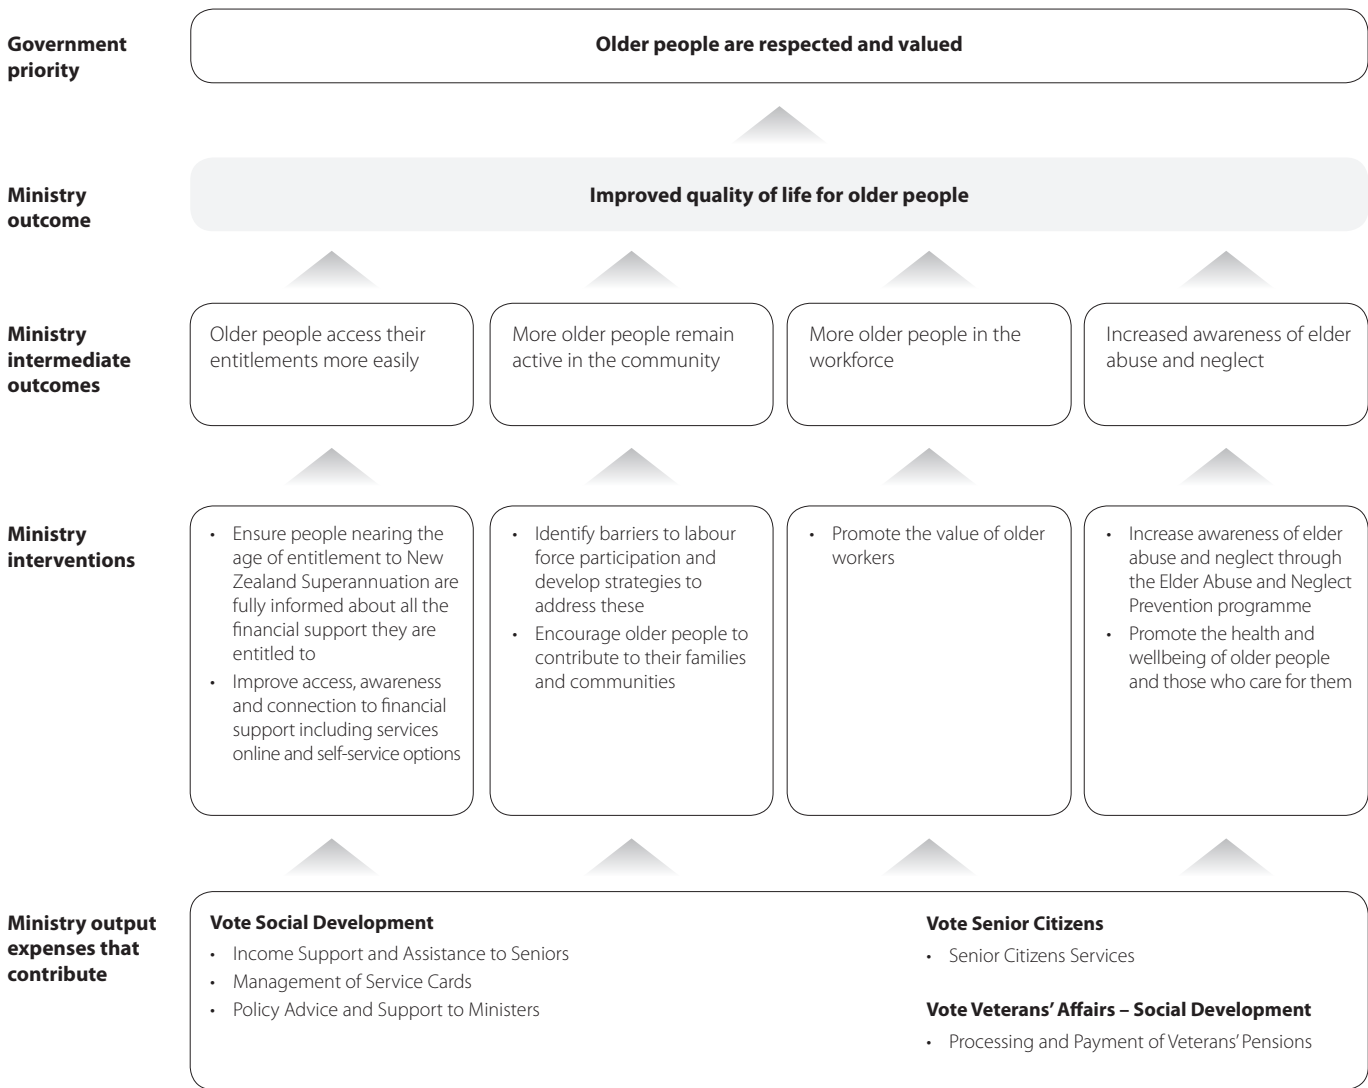 Government
priority
Older people are respected and valued
Ministry
outcome
Improved quality of life for older people
Ministry
intermediate
outcomes
Older people access their
entitlements more easily
More older people remain
active in the community
More older people in the
workforce
Increased awareness of elder
abuse and neglect
Ministry
interventions
• Ensure people nearing the
age of entitlement to New
Zealand Superannuation are
fully informed about all the
financial support they are
entitled to
• Improve access, awareness
and connection to financial
support including services
online and self-service options
• Identify barriers to labour
force participation and
develop strategies to
address these
• Encourage older people to
contribute to their families
and communities
• Promote the value of older
workers
• Increase awareness of elder
abuse and neglect through
the Elder Abuse and Neglect
Prevention programme
• Promote the health and
wellbeing of older people
and those who care for them
Ministry output
expenses that
contribute
Vote Social Development
• Income Support and Assistance to Seniors
• Management of Service Cards
• Policy Advice and Support to Ministers
Vote Senior Citizens
• Senior Citizens Services
Vote Veterans' Affairs – Social Development
• Processing and Payment of Veterans' Pensions